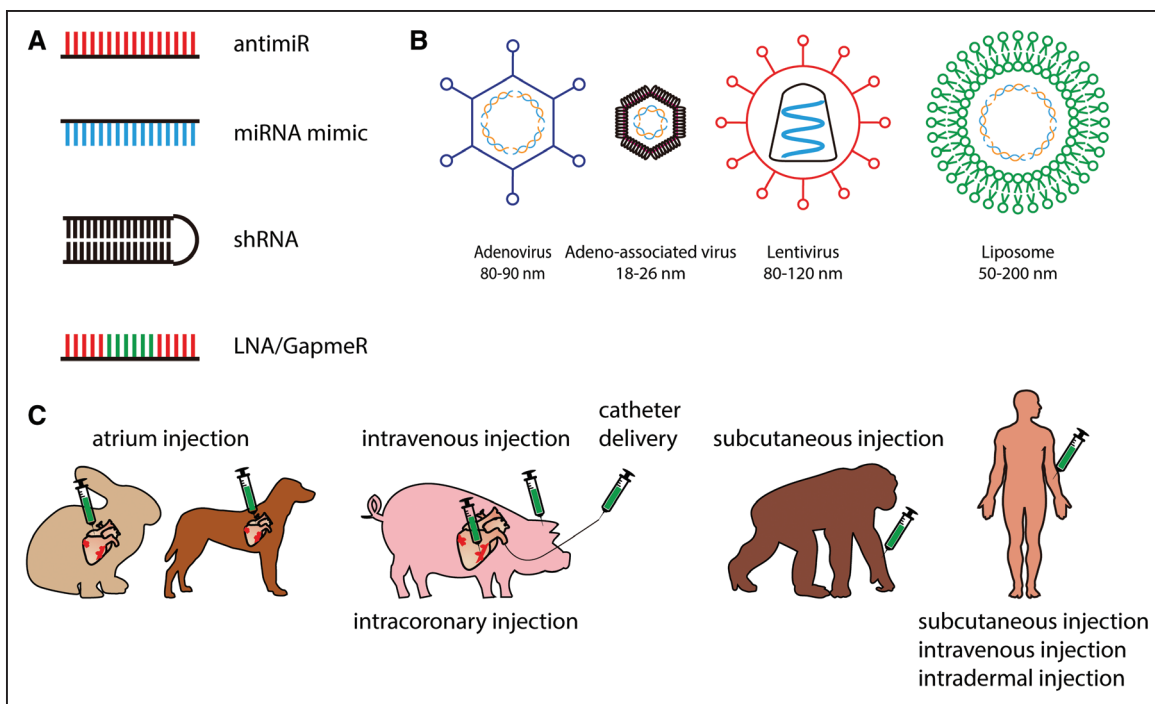 A
antimiR
miRNA mimic
shRNA
LNA/GapmeR
B
Adenovirus
80-90 nm
Adeno-associated virus
18-26 nm
Lentivirus
80-120 nm
Liposome
50-200 nm
C
atrium injection
intravenous injection
catheter
delivery
intracoronary injection
subcutaneous injection
subcutaneous injection
intravenous injection
intradermal injection